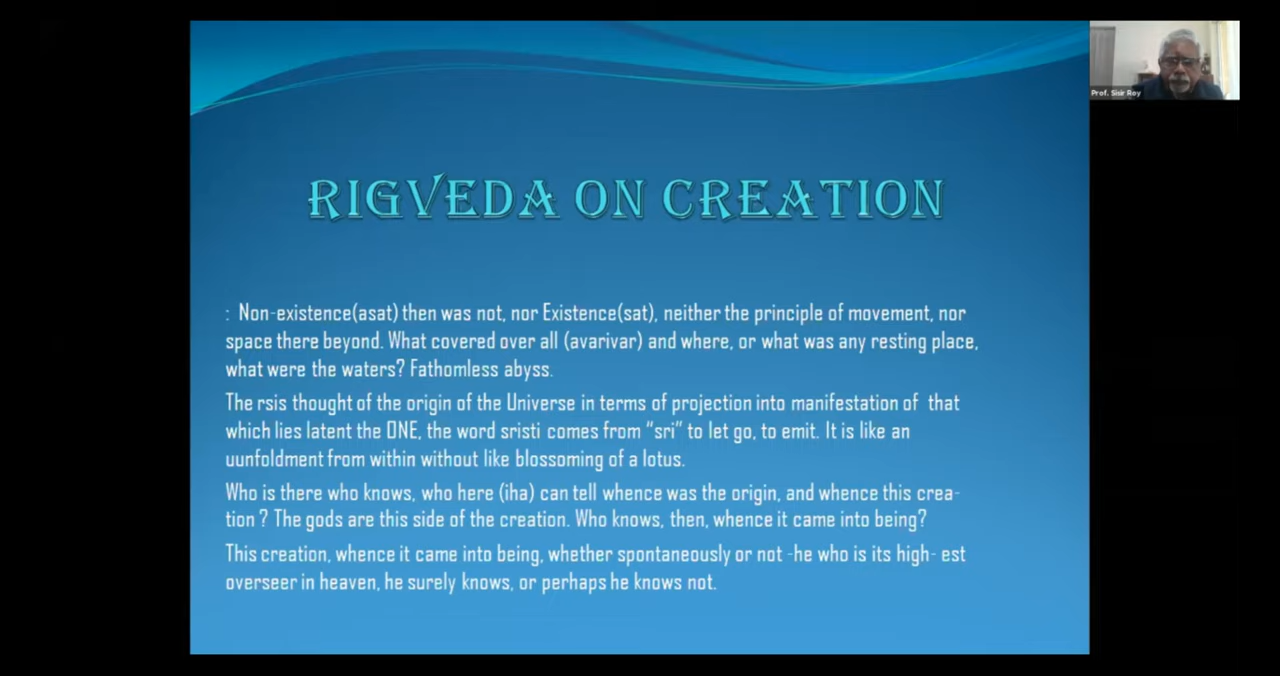 RIGVEDA ON CREATION
: Non-existence(asat) then was not, nor Existence(sat), neither the principle of movement, nor
space there beyond. What covered over all (avarivar) and where, or what was any resting place,
what were the waters? Fathomless abyss.
The rsis thought of the origin of the Universe in terms of projection into manifestation of that
which lies latent the ONE, the word sristi comes from “sri” to let go, to emit. It is like an
uunfoldment from within without like blossoming of a lotus.
Who is there who knows, who here (iha) can tell whence was the origin, and whence this crea-
tion ? The gods are this side of the creation. Who knows, then, whence it came into being?
This creation, whence it came into being, whether spontaneously or not -he who is its high- est
overseer in heaven, he surely knows, or perhaps he knows not.
Prof. Sisir Roy